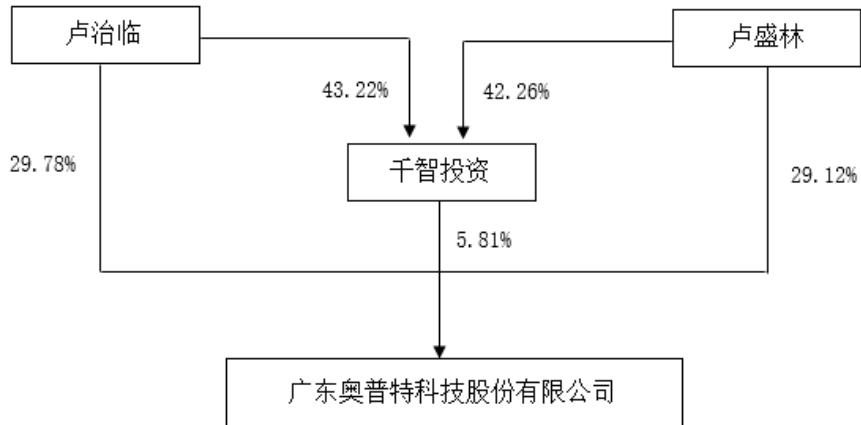 卢治临
卢盛林
43.22%
42.26%
29.78%
千智投资
29.12%
5.81%
广东奥普特科技股份有限公司